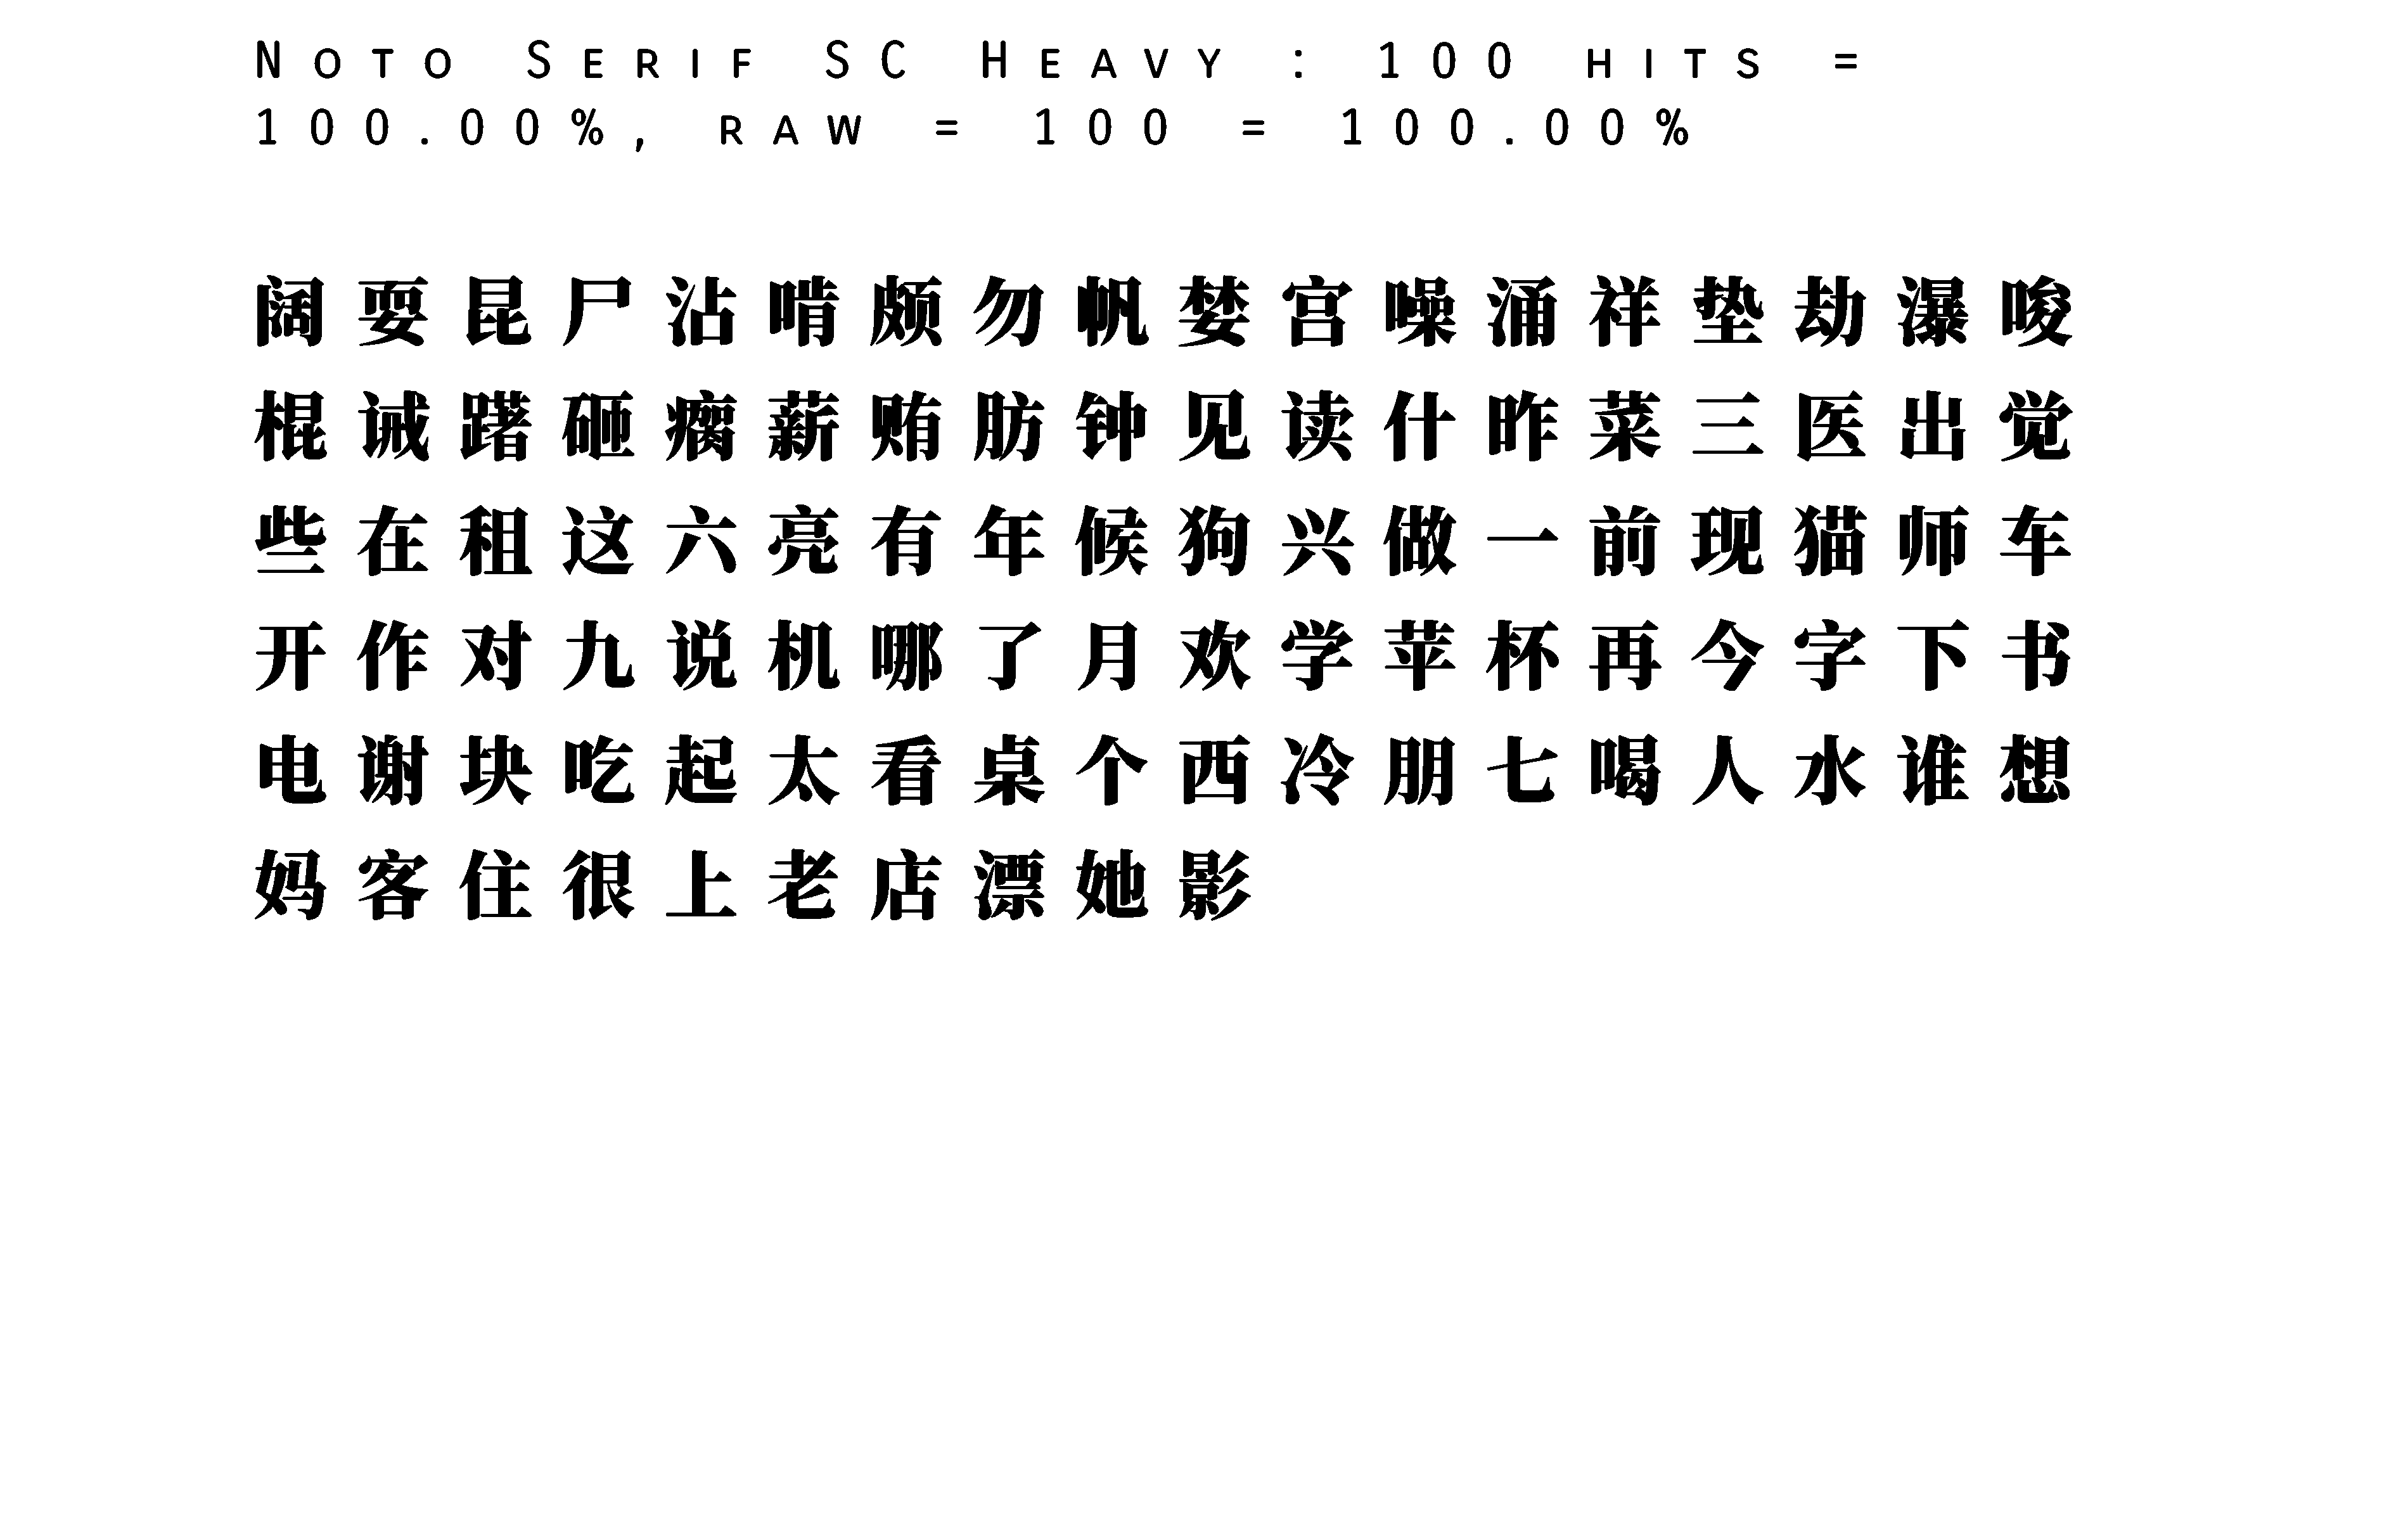 Noto Serif SC Heavy : 100 hits =
100.00%, raw = 100 = 100.00%
阔耍昆尸沾啃颇勿帆婪宫噪涌祥垫劫瀑唆
棍诫躇砸瘸薪贿肪钟见读什昨菜三医出觉
些在租这六亮有年候狗兴做一前现猫师车
开作对九说机哪了月欢学苹杯再今字下书
电谢块吃起太看桌个西冷朋七喝人水谁想
妈客住很上老店漂她影